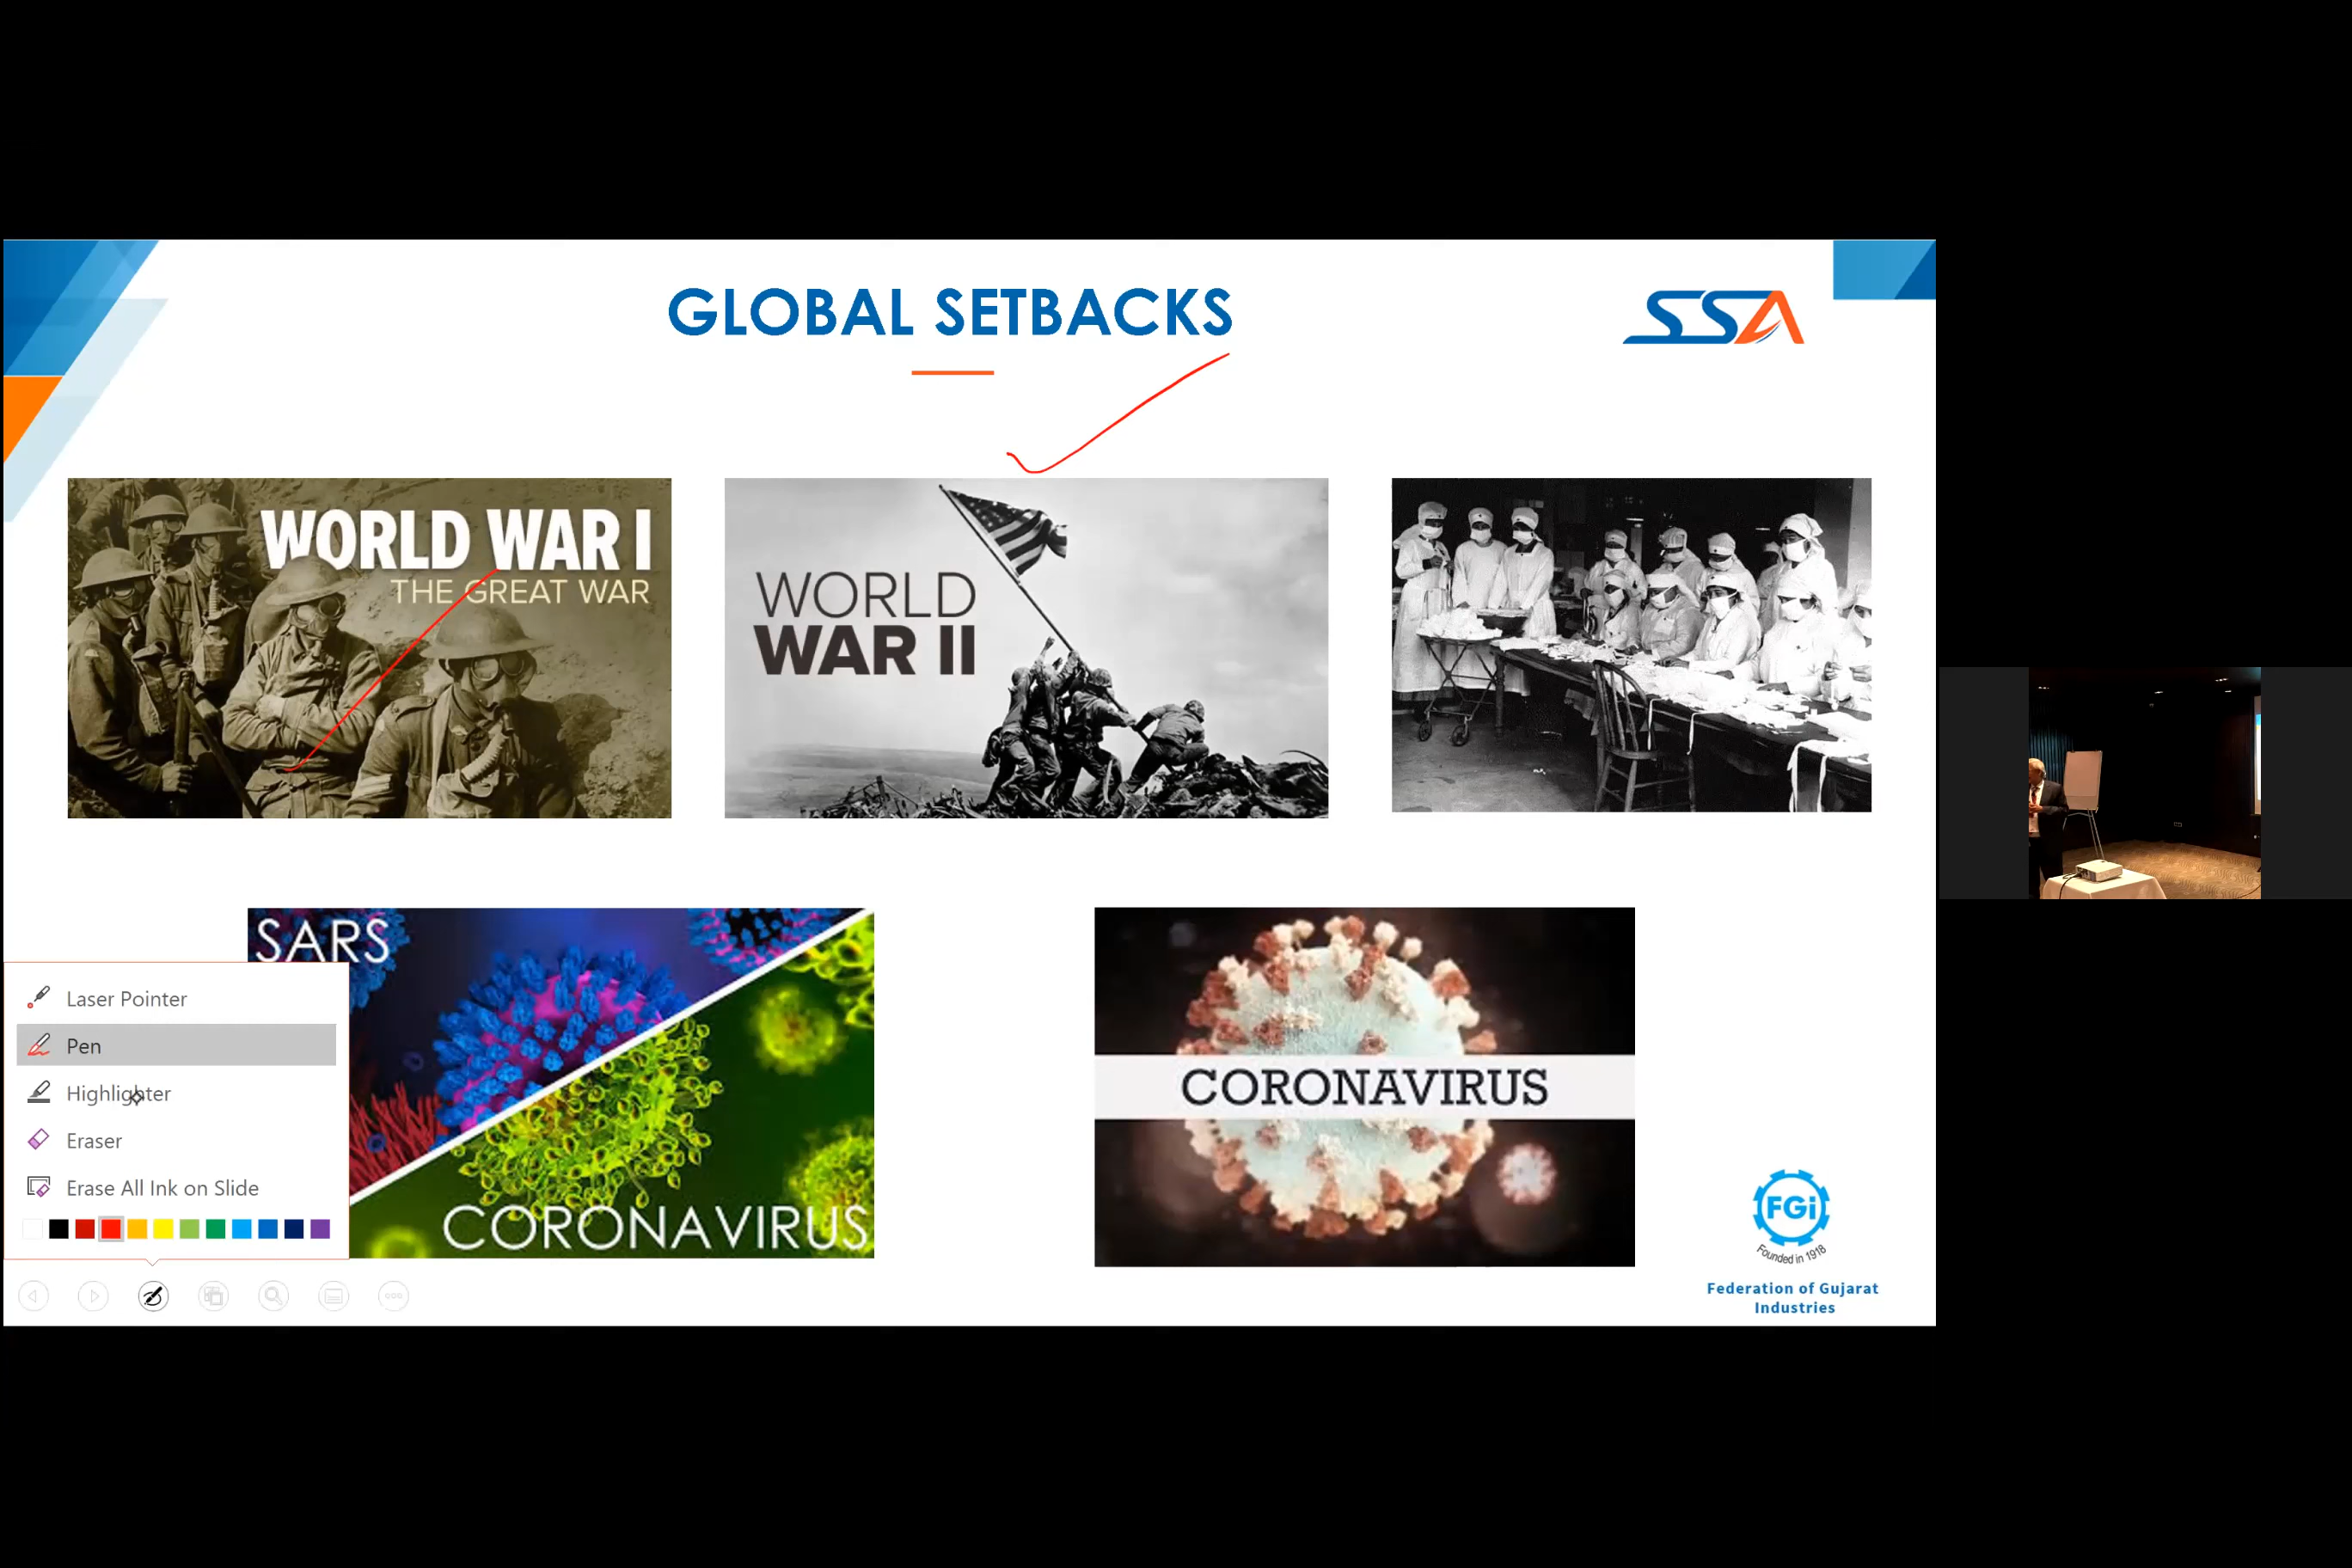 GLOBAL SETBACKS
SSA
WORLD WAR I
THE GREAT WAR
WORLD
WAR II
SARS
CORONAVIRUS
CORONAVIRUS
Laser Pointer
Pen
Highlighter
Eraser
Erase All Ink on Slide
FGi
Founded in 1918
Federation of Gujarat
Industries